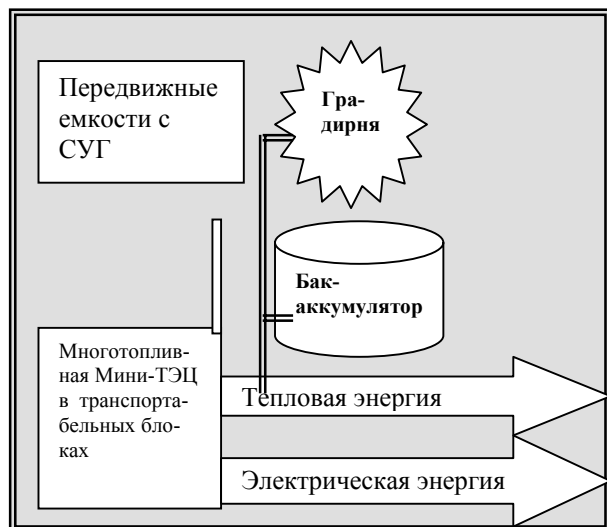 Передвижные
емкости с
СУГ
Гра-
дирня
Бак-
аккумулятор
Многотоплив-
ная Мини-ТЭЦ
в транспорта-
бельных бло-
ках
Тепловая энергия
Электрическая энергия